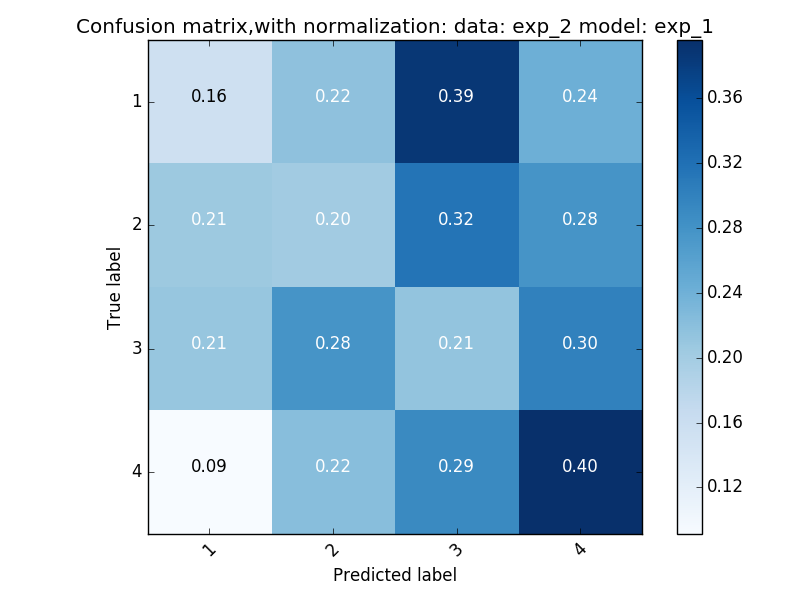 Confusion matrix,with normalization: data: exp_2 model: exp_1
1 0.16 0.22 0.39 0.24
2 0.21 0.20 0.32 0.28
3 0.21 0.28 0.21 0.30
4 0.09 0.22 0.29 0.40
1 2 3 4
True label
Predicted label
0.36
0.32
0.28
0.24
0.20
0.16
0.12